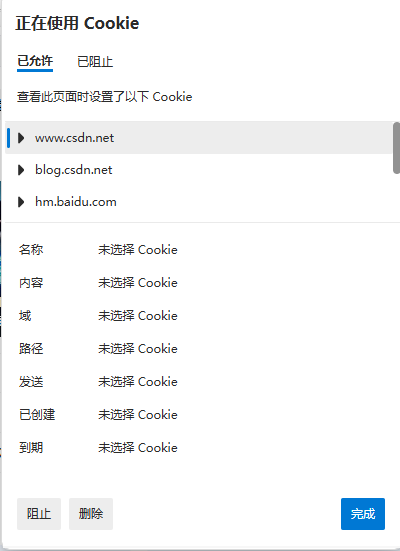 正在使用 Cookie
已允许 已阻止
查看此页面时设置了以下 Cookie
www.csdn.net
blog.csdn.net
hm.baidu.com
名称 未选择 Cookie
内容 未选择 Cookie
域 未选择 Cookie
路径 未选择 Cookie
发送 未选择 Cookie
已创建 未选择 Cookie
到期 未选择 Cookie
阻止 删除 完成